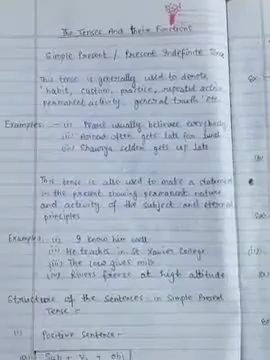 The Tenses And their Functions
Simple Present / Present Indefinite Tense
This tense is generally used to denote
'habit, custom, practice, repeated action
permanent activity, general truth' etc.
Examples: - (i) usually believes everybody
(ii) often gets late for
(iii) seldom gets up late
This tense is also used to make a statement
in the present showing permanent nature
and activity of the subject and eternal
principles
Examples: (i) I know him well
(ii) He teaches in St Xavier College
(iii) The cow gives milk
(iv) Rivers freeze at high altitude
Structure of the Sentences in Simple Present
Tense :-
(i) Positive Sentence:-
Sub + V₁ + obj